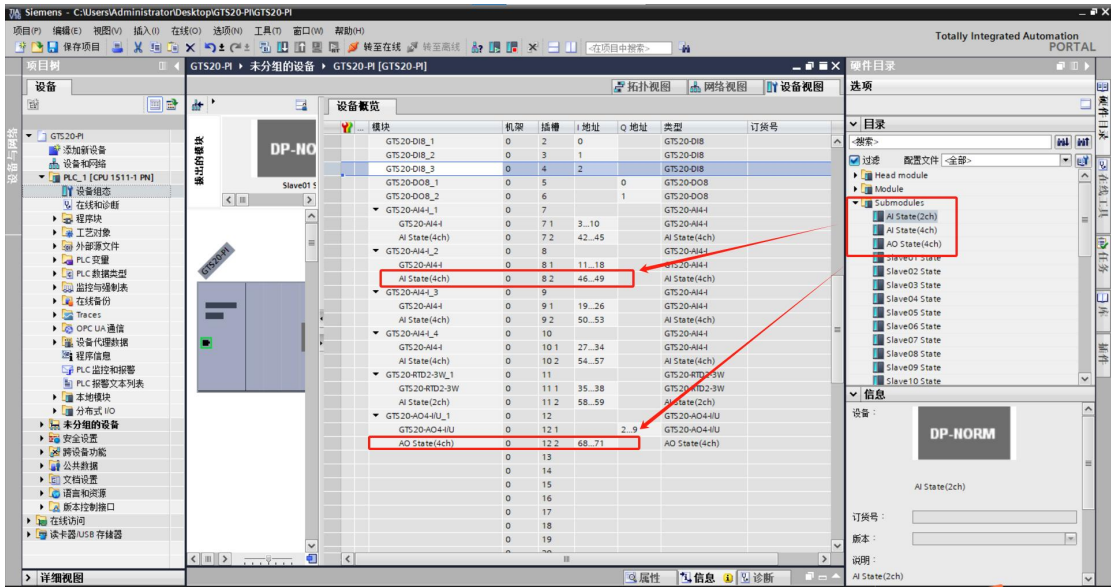 Siemens - C:\Users\Administrator\Desktop\GTS20-PI\GTS20-PI
项目(P) 编辑(E) 视图(V) 插入(I) 在线(O) 选项(N) 工具(T) 窗口(W) 帮助(H)
Totally Integrated Automation
PORTAL
保存项目 转至在线 转至离线 <在项目中搜索>
项目树
GTS20-PI ▸ 未分组的设备 ▸ GTS20-PI [GTS20-PI]
硬件目录
设备
拓扑视图 网络视图 设备视图
选项
设备与网络
GTS20-PI
添加新设备
设备和网络
PLC_1 [CPU 1511-1 PN]
设备组态
在线和诊断
程序块
工艺对象
外部源文件
PLC 变量
PLC 数据类型
监控与强制表
在线备份
Traces
OPC UA 通信
设备代理数据
程序信息
PLC 监控和报警
PLC 报警文本列表
本地模块
分布式 I/O
未分组的设备
安全设置
跨设备功能
公共数据
文档设置
语言和资源
版本控制接口
在线访问
读卡器/USB 存储器
详细视图
拔出的模块
DP-NO
Slave01 S
GTS20-PI
设备概览
模块 机架 插槽 I 地址 Q 地址 类型 订货号
GTS20-DI8_1 0 2 0 GTS20-DI8
GTS20-DI8_2 0 3 1 GTS20-DI8
GTS20-DI8_3 0 4 2 GTS20-DI8
GTS20-DO8_1 0 5 0 GTS20-DO8
GTS20-DO8_2 0 6 1 GTS20-DO8
GTS20-AI4-I_1 0 7 GTS20-AI4-I
GTS20-AI4-I 0 7 1 3...10 GTS20-AI4-I
AI State(4ch) 0 7 2 42...45 AI State(4ch)
GTS20-AI4-I_2 0 8 GTS20-AI4-I
GTS20-AI4-I 0 8 1 11...18 GTS20-AI4-I
AI State(4ch) 0 8 2 46...49 AI State(4ch)
GTS20-AI4-I_3 0 9 GTS20-AI4-I
GTS20-AI4-I 0 9 1 19...26 GTS20-AI4-I
AI State(4ch) 0 9 2 50...53 AI State(4ch)
GTS20-AI4-I_4 0 10 GTS20-AI4-I
GTS20-AI4-I 0 10 1 27...34 GTS20-AI4-I
AI State(4ch) 0 10 2 54...57 AI State(4ch)
GTS20-RTD2-3W_1 0 11 GTS20-RTD2-3W
GTS20-RTD2-3W 0 11 1 35...38 GTS20-RTD2-3W
AI State(2ch) 0 11 2 58...59 AI State(2ch)
GTS20-AO4-I/U_1 0 12 GTS20-AO4-I/U
GTS20-AO4-I/U 0 12 1 2...9 GTS20-AO4-I/U
AO State(4ch) 0 12 2 68...71 AO State(4ch)
0 13
0 14
0 15
0 16
0 17
0 18
0 19
属性 信息 诊断
目录
<搜索>
过滤 配置文件 <全部>
Head module
Module
Submodules
AI State(2ch)
AI State(4ch)
AO State(4ch)
Slave01 State
Slave02 State
Slave03 State
Slave04 State
Slave05 State
Slave06 State
Slave07 State
Slave08 State
Slave09 State
Slave10 State
信息
设备：
DP-NORM
AI State(2ch)
订货号：
版本：
说明：
AI State(2ch)
硬件目录
在线工具
任务
库
插件